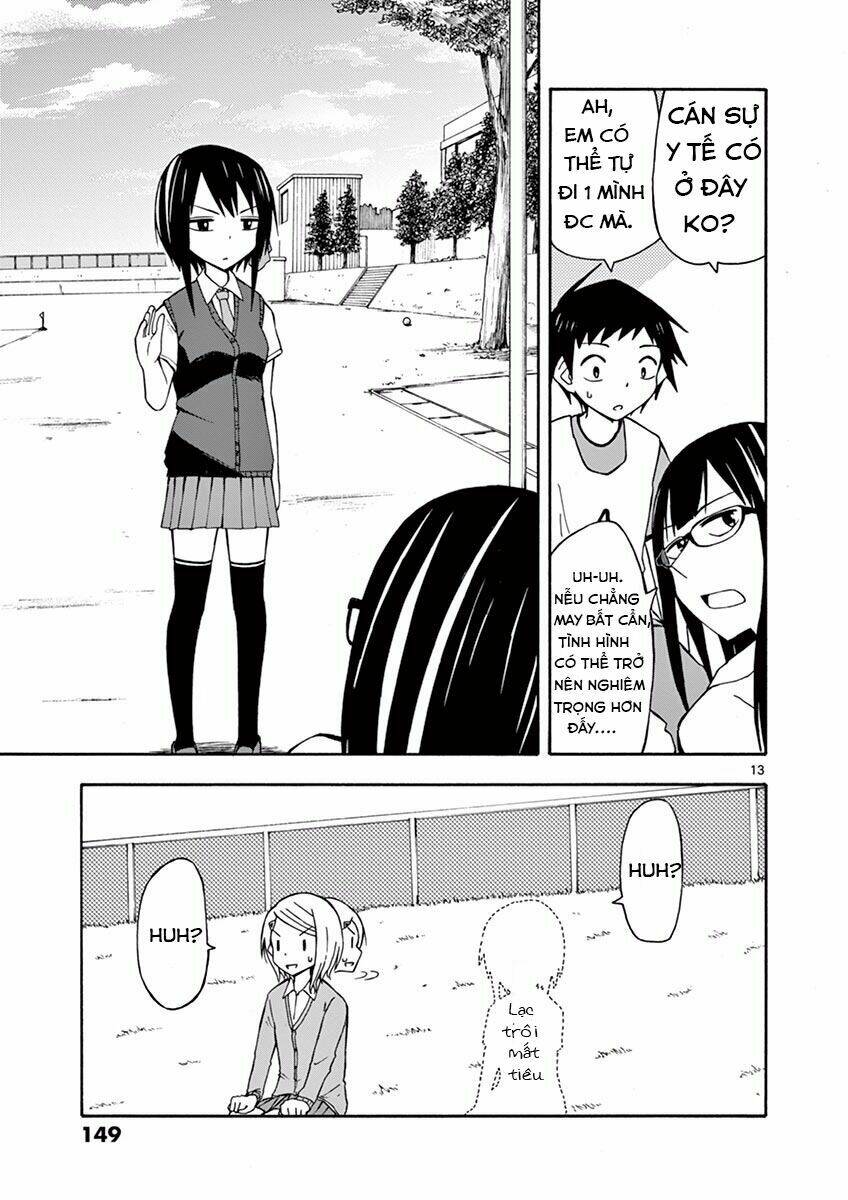 CÁN SỰ
Y TẾ CÓ
Ở ĐÂY
KO?
AH,
EM CÓ
THỂ TỰ
ĐI 1 MÌNH
ĐC MÀ.
UH-UH.
NẾU CHẲNG
MAY BẤT CẨN,
TÌNH HÌNH
CÓ THỂ TRỞ
NÊN NGHIÊM
TRỌNG HƠN
ĐẤY....
13
HUH?
HUH?
Lạc
trôi
mất
tiêu
149